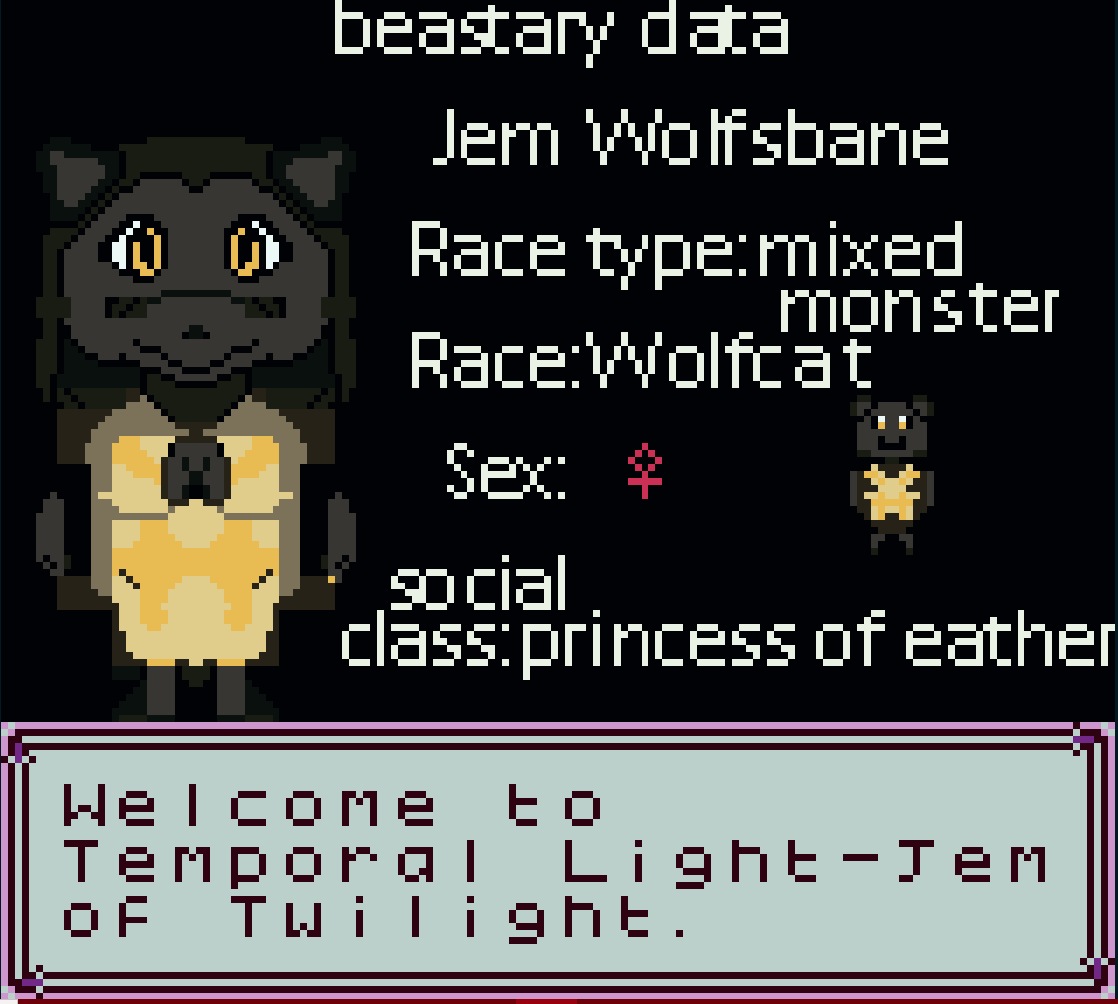 beastary data
Jem Wolfsbane
Race type:mixed
monster
Race:Wolfcat
Sex: ♀
social
class:princess of eather
Welcome to
Temporal Light-Jem
of Twilight.